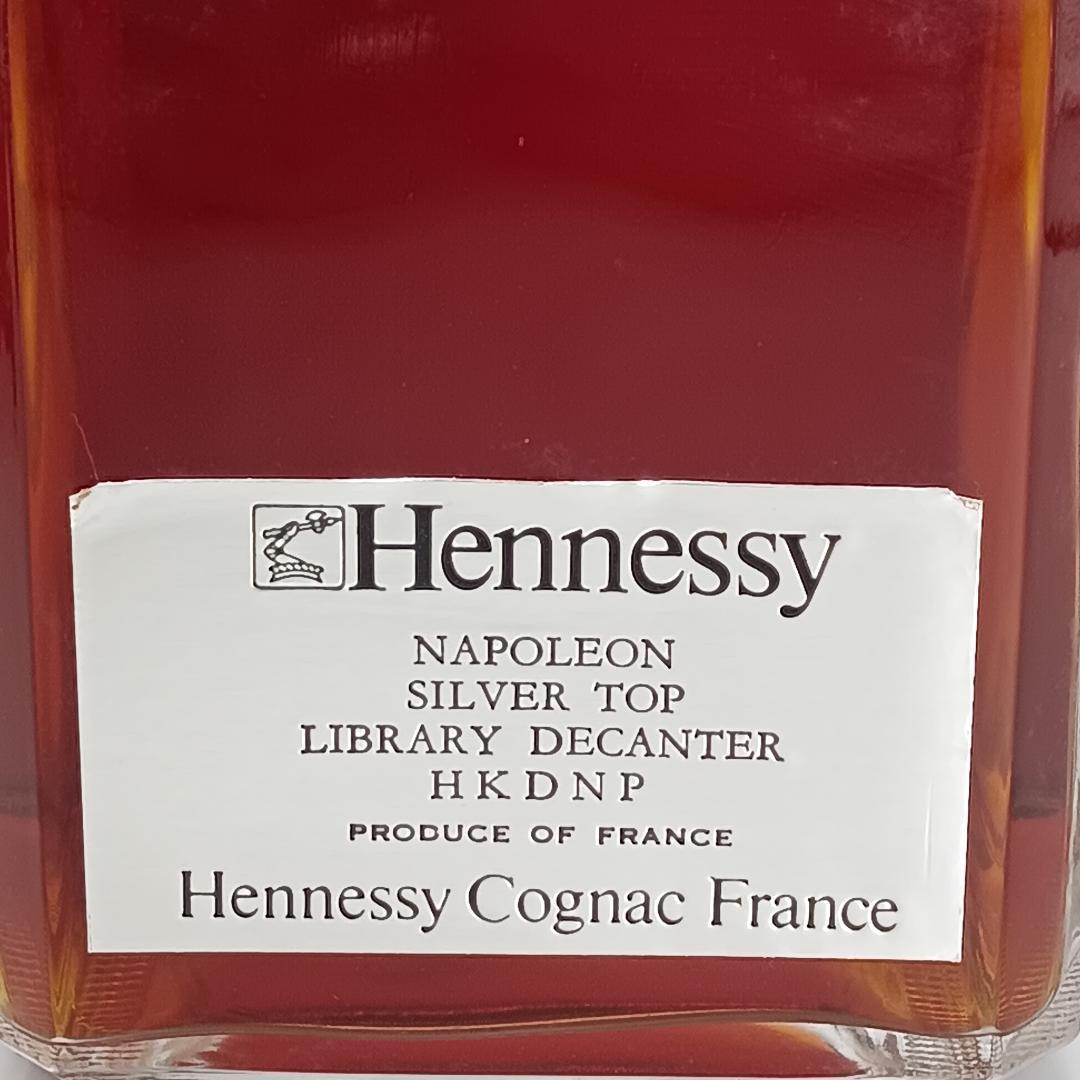 Hennessy
NAPOLEON
SILVER TOP
LIBRARY DECANTER
HKDNP
PRODUCE OF FRANCE
Hennessy Cognac France